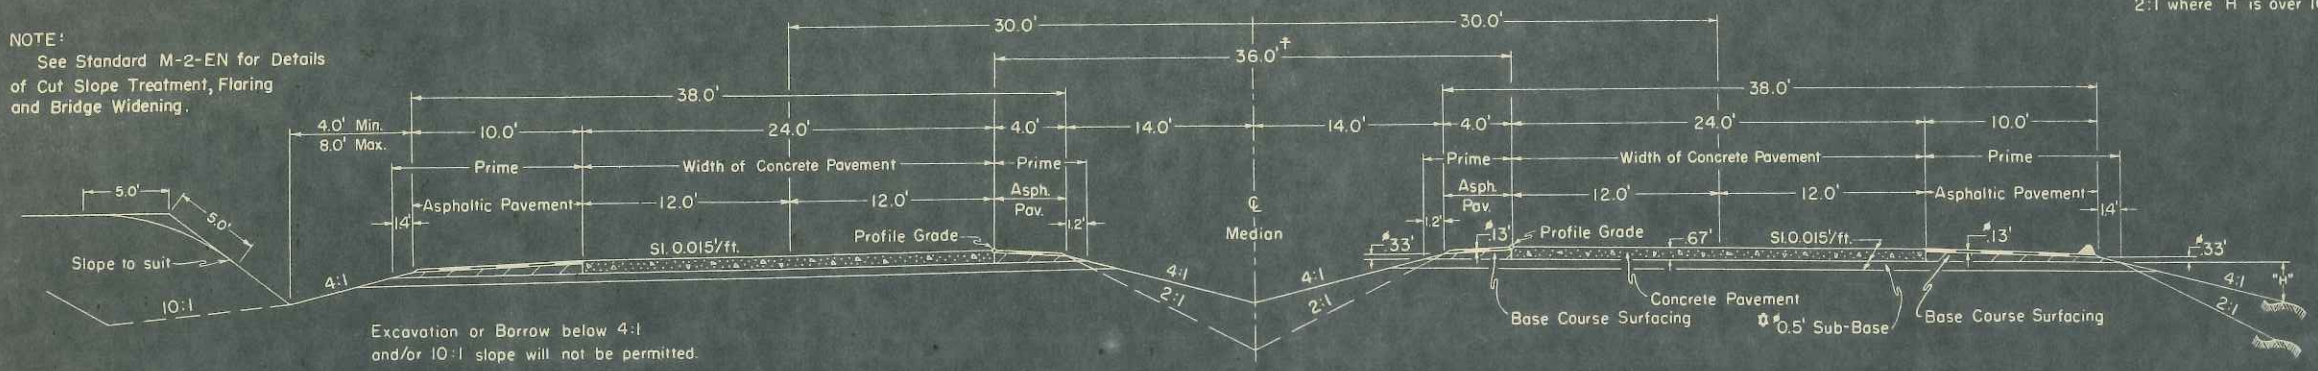 2:1 where H is over
30.0' 30.0'
NOTE:
See Standard M-2-EN for Details
of Cut Slope Treatment, Flaring
and Bridge Widening.
36.0'‡
38.0' 38.0'
4.0' Min.
8.0' Max.
10.0' 24.0' 4.0' 14.0' 14.0' 4.0' 24.0' 10.0'
Prime Width of Concrete Pavement Prime Prime Width of Concrete Pavement Prime
5.0'
5.0'
Asphaltic Pavement 12.0' 12.0' Asph.
Pav.
Asph.
Pav.
12.0' 12.0' Asphaltic Pavement
1.4' 1.2' 1.2' 1.4'
℄
Median
Profile Grade Profile Grade
Sl. 0.015'/ft. Sl. 0.015'/ft.
.33' .13' .67' .13' .33'
Slope to suit
4:1 4:1 4:1 4:1
10:1 2:1 2:1 2:1
"H"
Concrete Pavement
Base Course Surfacing
0.5' Sub-Base
Base Course Surfacing
Excavation or Borrow below 4:1
and/or 10:1 slope will not be permitted.